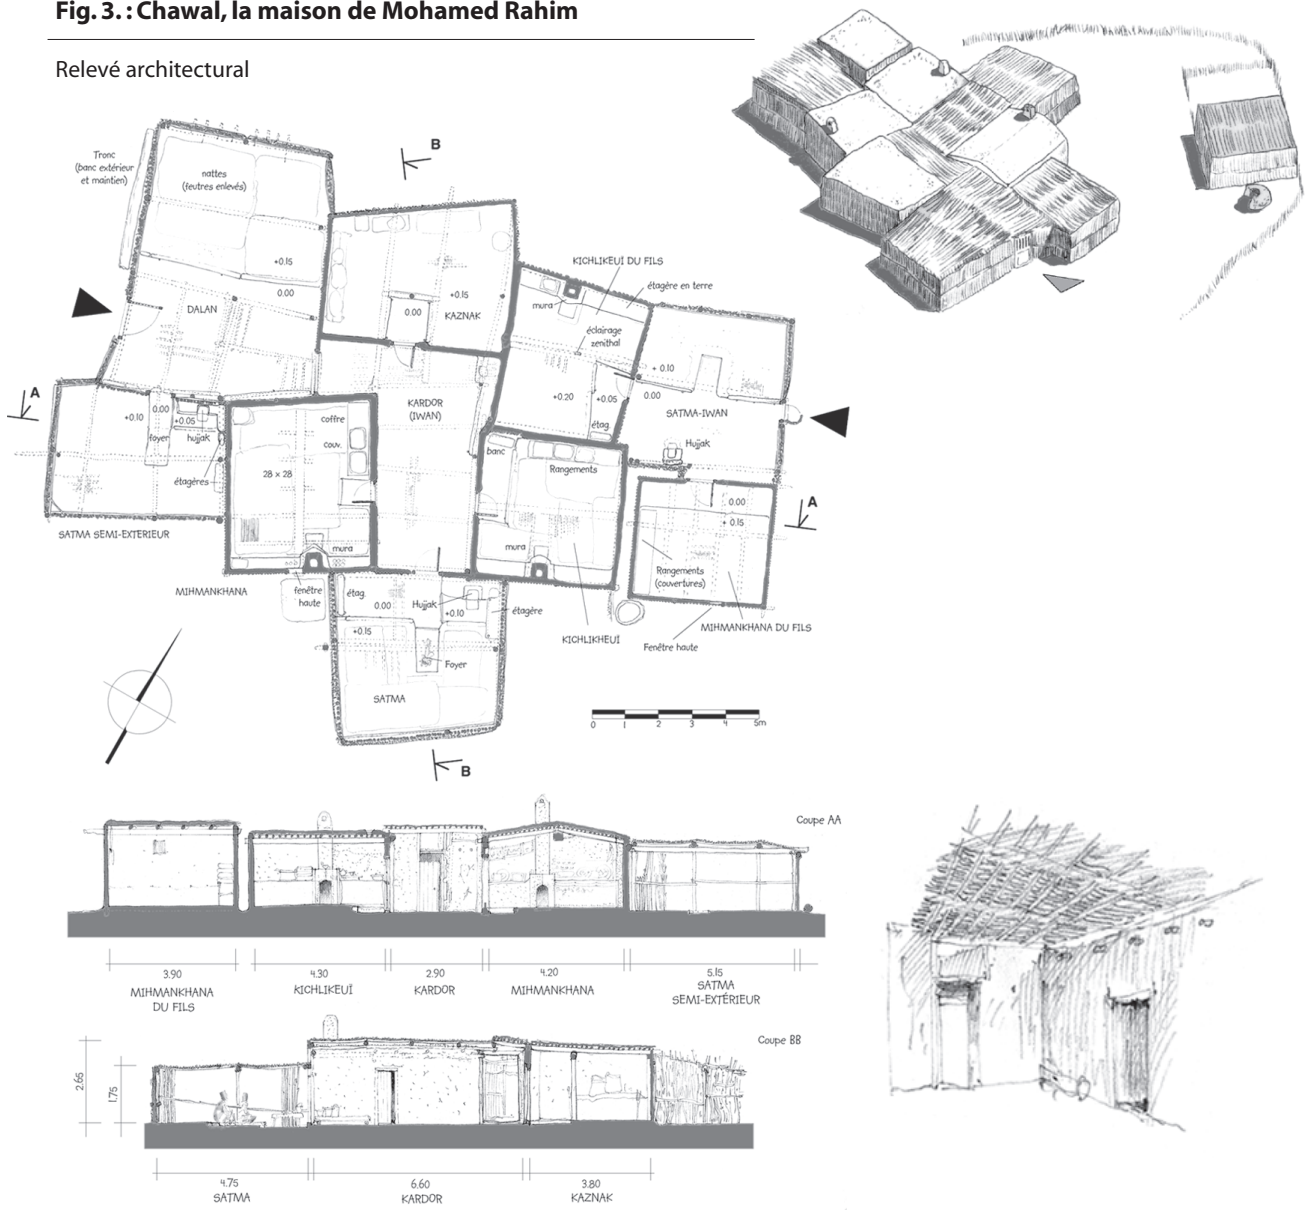 Fig. 3. : Chawal, la maison de Mohamed Rahim
Relevé architectural
B
Tronc
(banc extérieur
et maintien)
nattes
(feutres enlevés)
+0.15
0.00
DALAN
+0.15
0.00
KAZNAK
KICHLIKEUÏ DU FILS
étagère en terre
mura
éclairage
zenithal
+0.20
+0.05
étag.
+ 0.10
0.00
SATMA-IWAN
Hujjak
A
+0.10
0.00
+0.05
foyer
hujjak
étagères
SATMA SEMI-EXTERIEUR
KARDOR
(IWAN)
coffre
couv.
28 x 28
mura
MIHMANKHANA
fenêtre
haute
banc
Rangements
mura
KICHLIKHEUI
0.00
+ 0.15
A
Rangements
(couvertures)
MIHMANKHANA DU FILS
Fenêtre haute
étag.
0.00
Hujjak
+0.10
étagère
+0.15
Foyer
SATMA
0 1 2 3 4 5m
B
Coupe AA
3.90
MIHMANKHANA
DU FILS
4.30
KICHLIKEUÏ
2.90
KARDOR
4.20
MIHMANKHANA
5.15
SATMA
SEMI-EXTÉRIEUR
Coupe BB
2.65
1.75
4.75
SATMA
6.60
KARDOR
3.80
KAZNAK